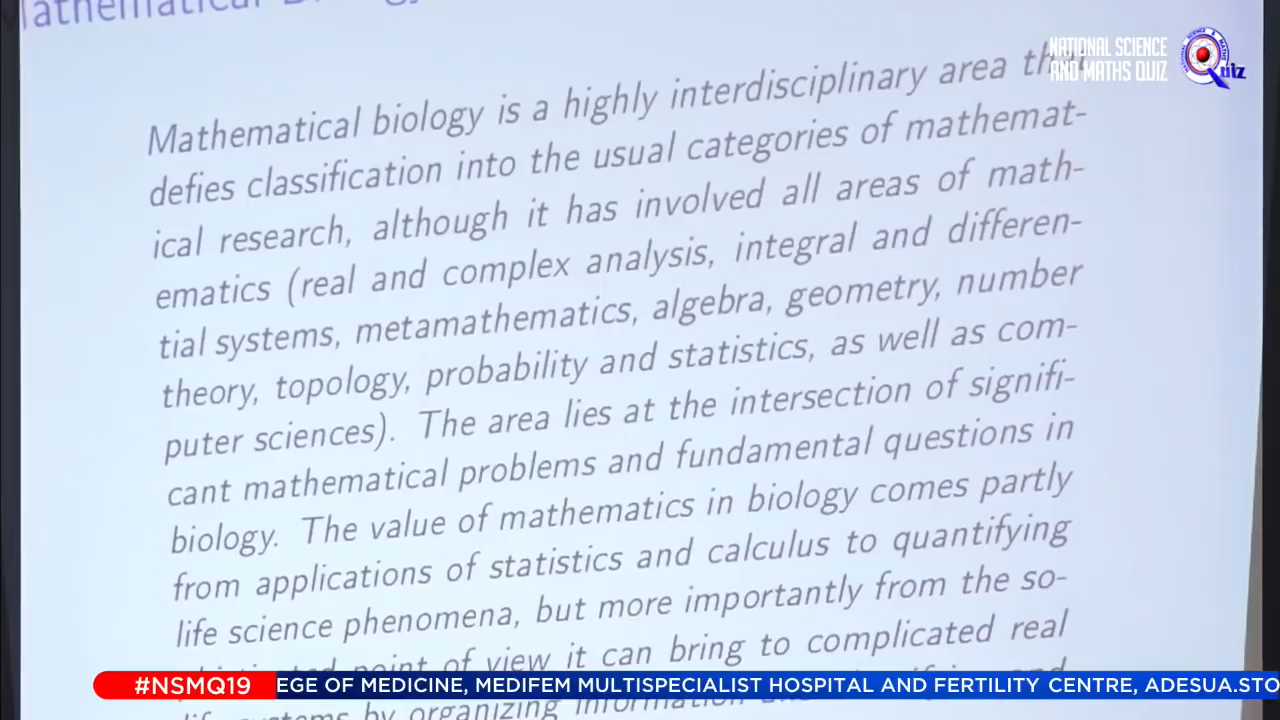 Mathematical
NATIONAL SCIENCE
AND MATHS QUIZ
Mathematical biology is a highly interdisciplinary area that
defies classification into the usual categories of mathemat-
ical research, although it has involved all areas of math-
ematics (real and complex analysis, integral and differen-
tial systems, metamathematics, algebra, geometry, number
theory, topology, probability and statistics, as well as com-
puter sciences). The area lies at the intersection of signifi-
cant mathematical problems and fundamental questions in
biology. The value of mathematics in biology comes partly
from applications of statistics and calculus to quantifying
life science phenomena, but more importantly from the so-
point of view it can bring to complicated real
systems by organizing information
#NSMQ19 EGE OF MEDICINE, MEDIFEM MULTISPECIALIST HOSPITAL AND FERTILITY CENTRE, ADESUA.STO